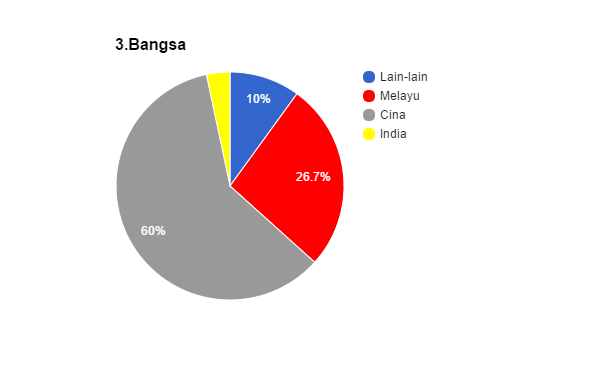 3.Bangsa
10%
26.7%
60%
Lain-lain
Melayu
Cina
India